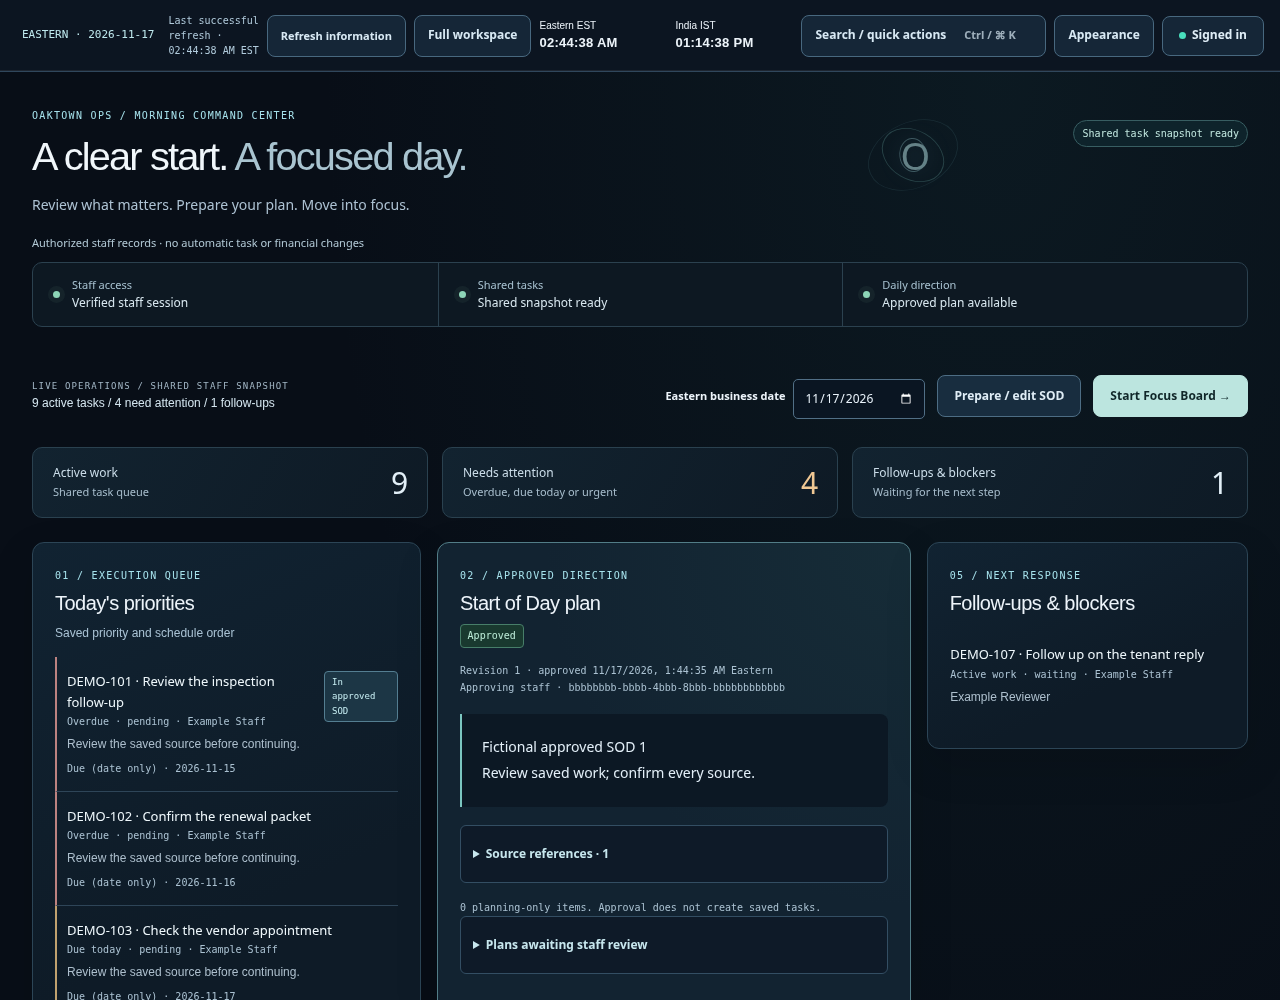 EASTERN · 2026-11-17
Last successful
refresh ·
02:44:38 AM EST
Refresh information
Full workspace
Eastern EST
02:44:38 AM
India IST
01:14:38 PM
Search / quick actions Ctrl / ⌘ K
Appearance
Signed in
OAKTOWN OPS / MORNING COMMAND CENTER
A clear start. A focused day.
Review what matters. Prepare your plan. Move into focus.
O
Shared task snapshot ready
Authorized staff records · no automatic task or financial changes
Staff access
Verified staff session
Shared tasks
Shared snapshot ready
Daily direction
Approved plan available
LIVE OPERATIONS / SHARED STAFF SNAPSHOT
9 active tasks / 4 need attention / 1 follow-ups
Eastern business date
11/17/2026
Prepare / edit SOD
Start Focus Board →
Active work
Shared task queue
9
Needs attention
Overdue, due today or urgent
4
Follow-ups & blockers
Waiting for the next step
1
01 / EXECUTION QUEUE
Today's priorities
Saved priority and schedule order
DEMO-101 · Review the inspection
follow-up
Overdue · pending · Example Staff
Review the saved source before continuing.
Due (date only) · 2026-11-15
In
approved
SOD
DEMO-102 · Confirm the renewal packet
Overdue · pending · Example Staff
Review the saved source before continuing.
Due (date only) · 2026-11-16
DEMO-103 · Check the vendor appointment
Due today · pending · Example Staff
Review the saved source before continuing.
Due (date only) · 2026-11-17
02 / APPROVED DIRECTION
Start of Day plan
Approved
Revision 1 · approved 11/17/2026, 1:44:35 AM Eastern
Approving staff · bbbbbbbb-bbbb-4bbb-8bbb-bbbbbbbbbbbb
Fictional approved SOD 1
Review saved work; confirm every source.
▶ Source references · 1
0 planning-only items. Approval does not create saved tasks.
▶ Plans awaiting staff review
05 / NEXT RESPONSE
Follow-ups & blockers
DEMO-107 · Follow up on the tenant reply
Active work · waiting · Example Staff
Example Reviewer